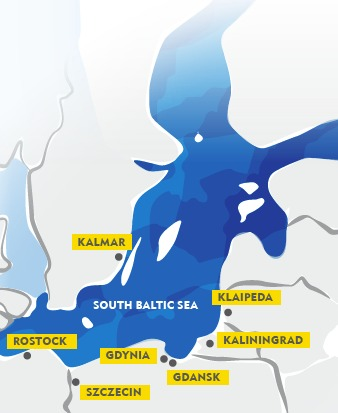 KALMAR
SOUTH BALTIC SEA
KLAIPEDA
ROSTOCK
KALININGRAD
GDYNIA
GDANSK
SZCZECIN